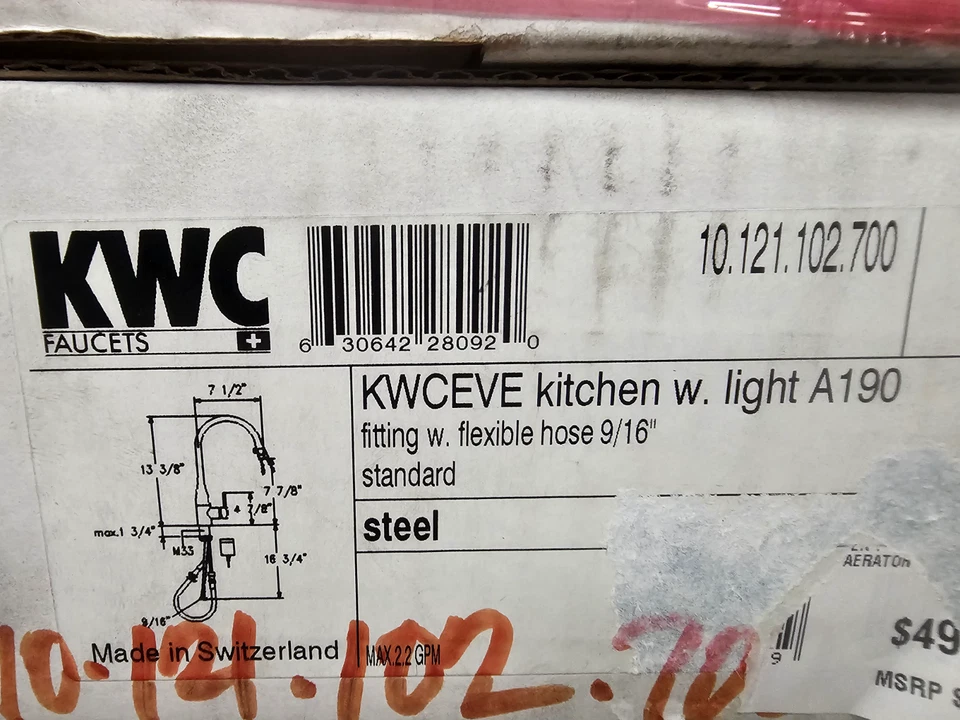 KWC
FAUCETS
6 30642 28092 0
10.121.102.700
KWCEVE kitchen w. light A190
fitting w. flexible hose 9/16"
standard
steel
7 1/2"
13 3/8"
7 7/8"
4 7/8"
max.1 3/4"
M33
16 3/4"
9/16"
Made in Switzerland
MAX.2.2 GPM
AERATOR
9
$49
MSRP $
10.121.102.70